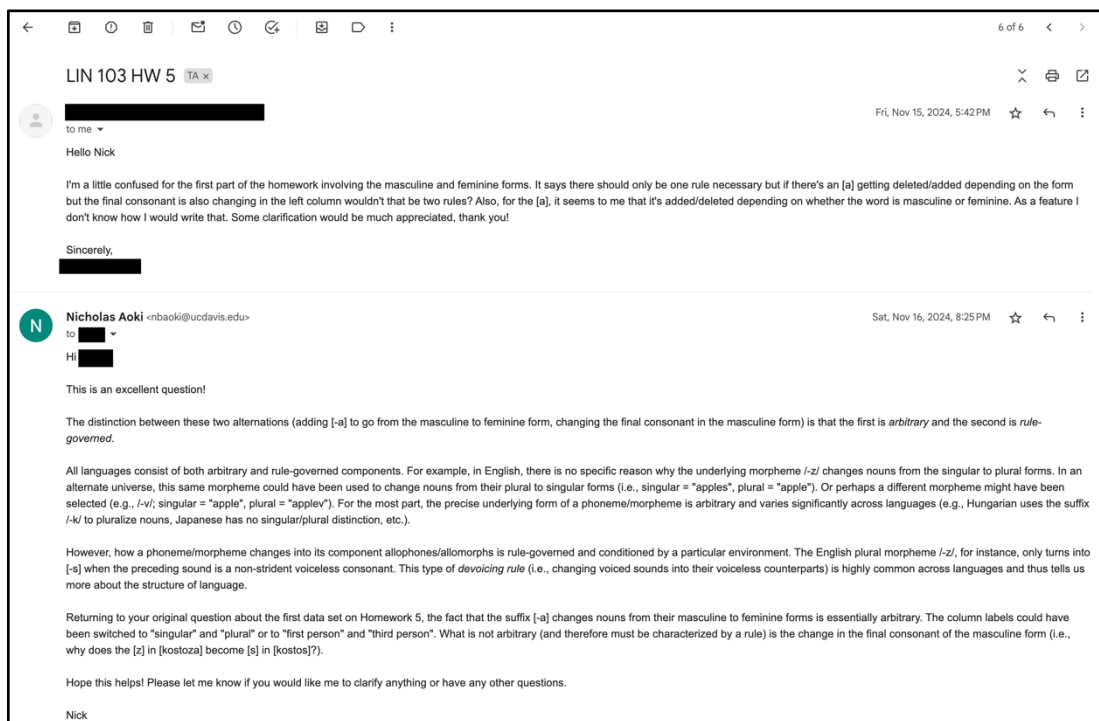 6 of 6
LIN 103 HW 5 TA ×
Fri, Nov 15, 2024, 5:42 PM
to me
Hello Nick
I'm a little confused for the first part of the homework involving the masculine and feminine forms. It says there should only be one rule necessary but if there's an [a] getting deleted/added depending on the form
but the final consonant is also changing in the left column wouldn't that be two rules? Also, for the [a], it seems to me that it's added/deleted depending on whether the word is masculine or feminine. As a feature I
don't know how I would write that. Some clarification would be much appreciated, thank you!
Sincerely,
N
Nicholas Aoki <nbaoki@ucdavis.edu>
Sat, Nov 16, 2024, 8:25 PM
to
Hi
This is an excellent question!
The distinction between these two alternations (adding [-a] to go from the masculine to feminine form, changing the final consonant in the masculine form) is that the first is arbitrary and the second is rule-
governed.
All languages consist of both arbitrary and rule-governed components. For example, in English, there is no specific reason why the underlying morpheme /-z/ changes nouns from the singular to plural forms. In an
alternate universe, this same morpheme could have been used to change nouns from their plural to singular forms (i.e., singular = "apples", plural = "apple"). Or perhaps a different morpheme might have been
selected (e.g., /-v/; singular = "apple", plural = "applev"). For the most part, the precise underlying form of a phoneme/morpheme is arbitrary and varies significantly across languages (e.g., Hungarian uses the suffix
/-k/ to pluralize nouns, Japanese has no singular/plural distinction, etc.).
However, how a phoneme/morpheme changes into its component allophones/allomorphs is rule-governed and conditioned by a particular environment. The English plural morpheme /-z/, for instance, only turns into
[-s] when the preceding sound is a non-strident voiceless consonant. This type of devoicing rule (i.e., changing voiced sounds into their voiceless counterparts) is highly common across languages and thus tells us
more about the structure of language.
Returning to your original question about the first data set on Homework 5, the fact that the suffix [-a] changes nouns from their masculine to feminine forms is essentially arbitrary. The column labels could have
been switched to "singular" and "plural" or to "first person" and "third person". What is not arbitrary (and therefore must be characterized by a rule) is the change in the final consonant of the masculine form (i.e.,
why does the [z] in [kostoza] become [s] in [kostos]?).
Hope this helps! Please let me know if you would like me to clarify anything or have any other questions.
Nick